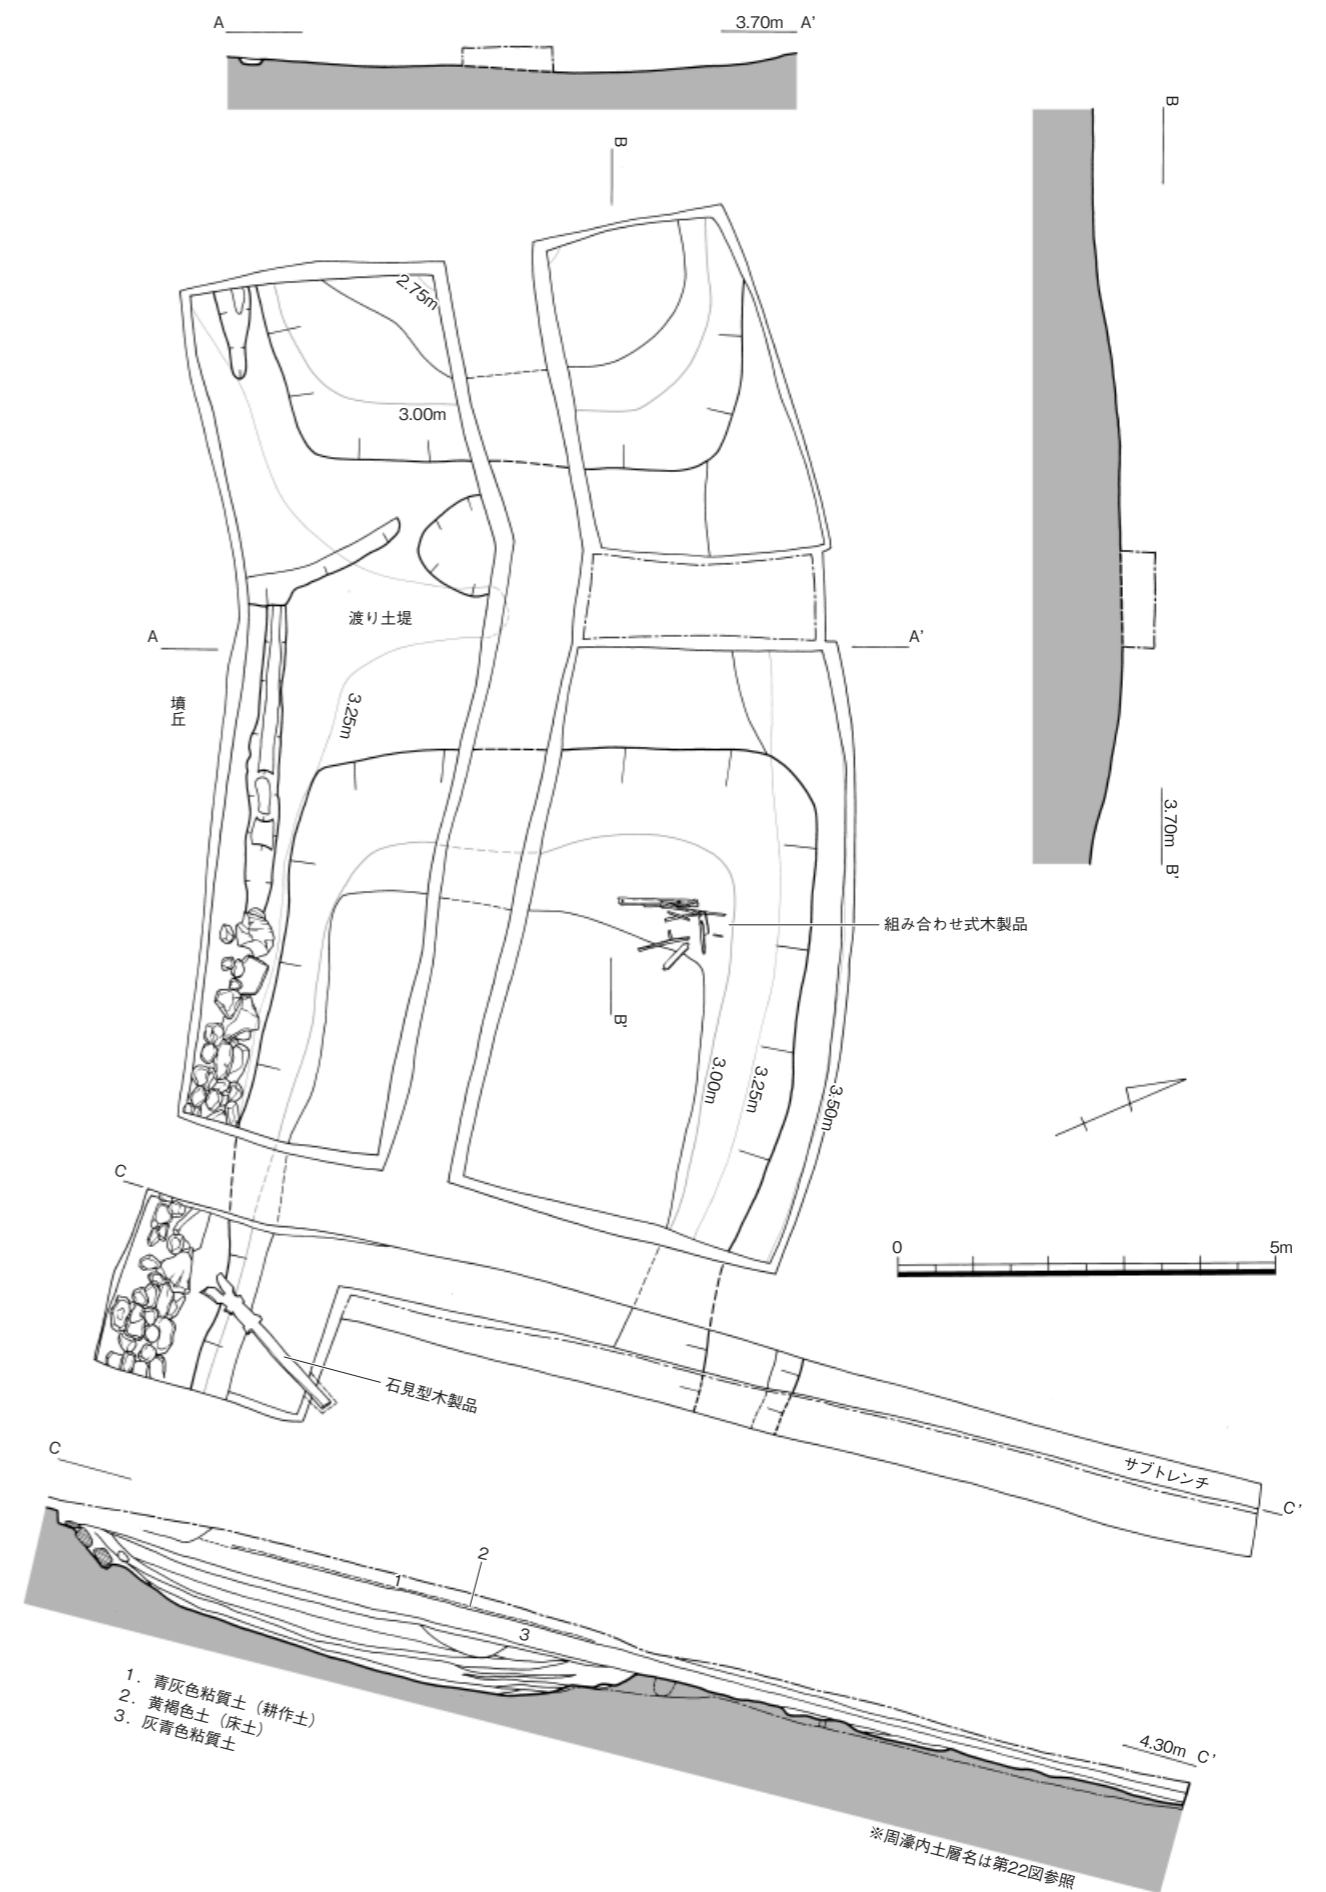 A
3.70m A’
B
B
2.75m
3.00m
渡り土堤
A
A’
墳丘
3.25m
3.70m B’
組み合わせ式木製品
B’
3.00m
3.25m
3.50m
C
0
5m
石見型木製品
サブトレンチ
C’
C
2
1
3
1．青灰色粘質土（耕作土）
2．黄褐色土（床土）
3．灰青色粘質土
4.30m C’
※周濠内土層名は第22図参照